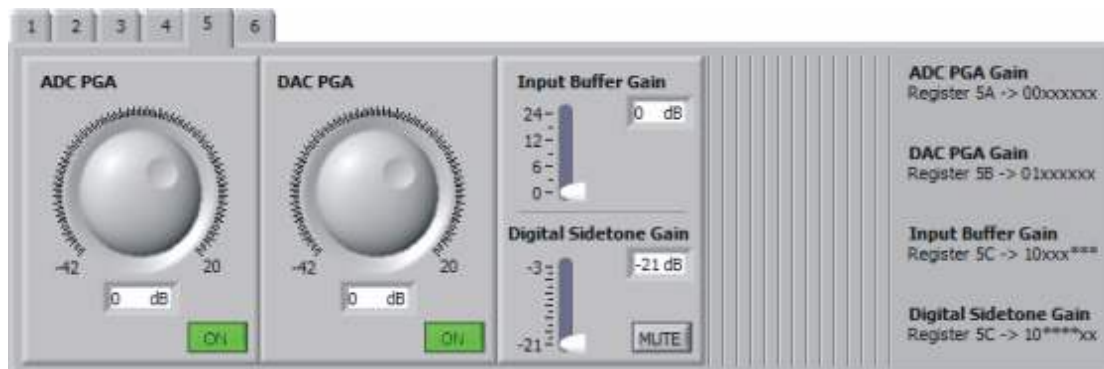 1 2 3 4 5 6
ADC PGA
-42 20
0 dB
ON
DAC PGA
-42 20
0 dB
ON
Input Buffer Gain
24
12
6
0
0 dB
Digital Sidetone Gain
-3
-21
-21 dB
MUTE
ADC PGA Gain
Register 5A -> 00xxxxxx
DAC PGA Gain
Register 5B -> 01xxxxxx
Input Buffer Gain
Register 5C -> 10xxx***
Digital Sidetone Gain
Register 5C -> 10****xx